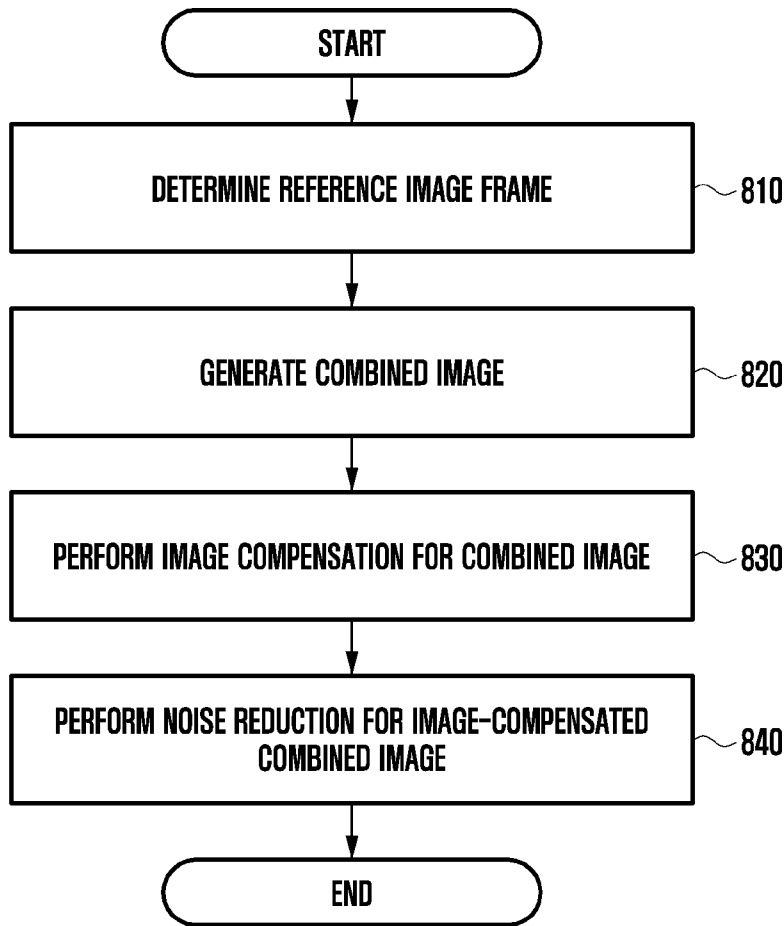 START
DETERMINE REFERENCE IMAGE FRAME
810
GENERATE COMBINED IMAGE
820
PERFORM IMAGE COMPENSATION FOR COMBINED IMAGE
830
PERFORM NOISE REDUCTION FOR IMAGE-COMPENSATED
COMBINED IMAGE
840
END